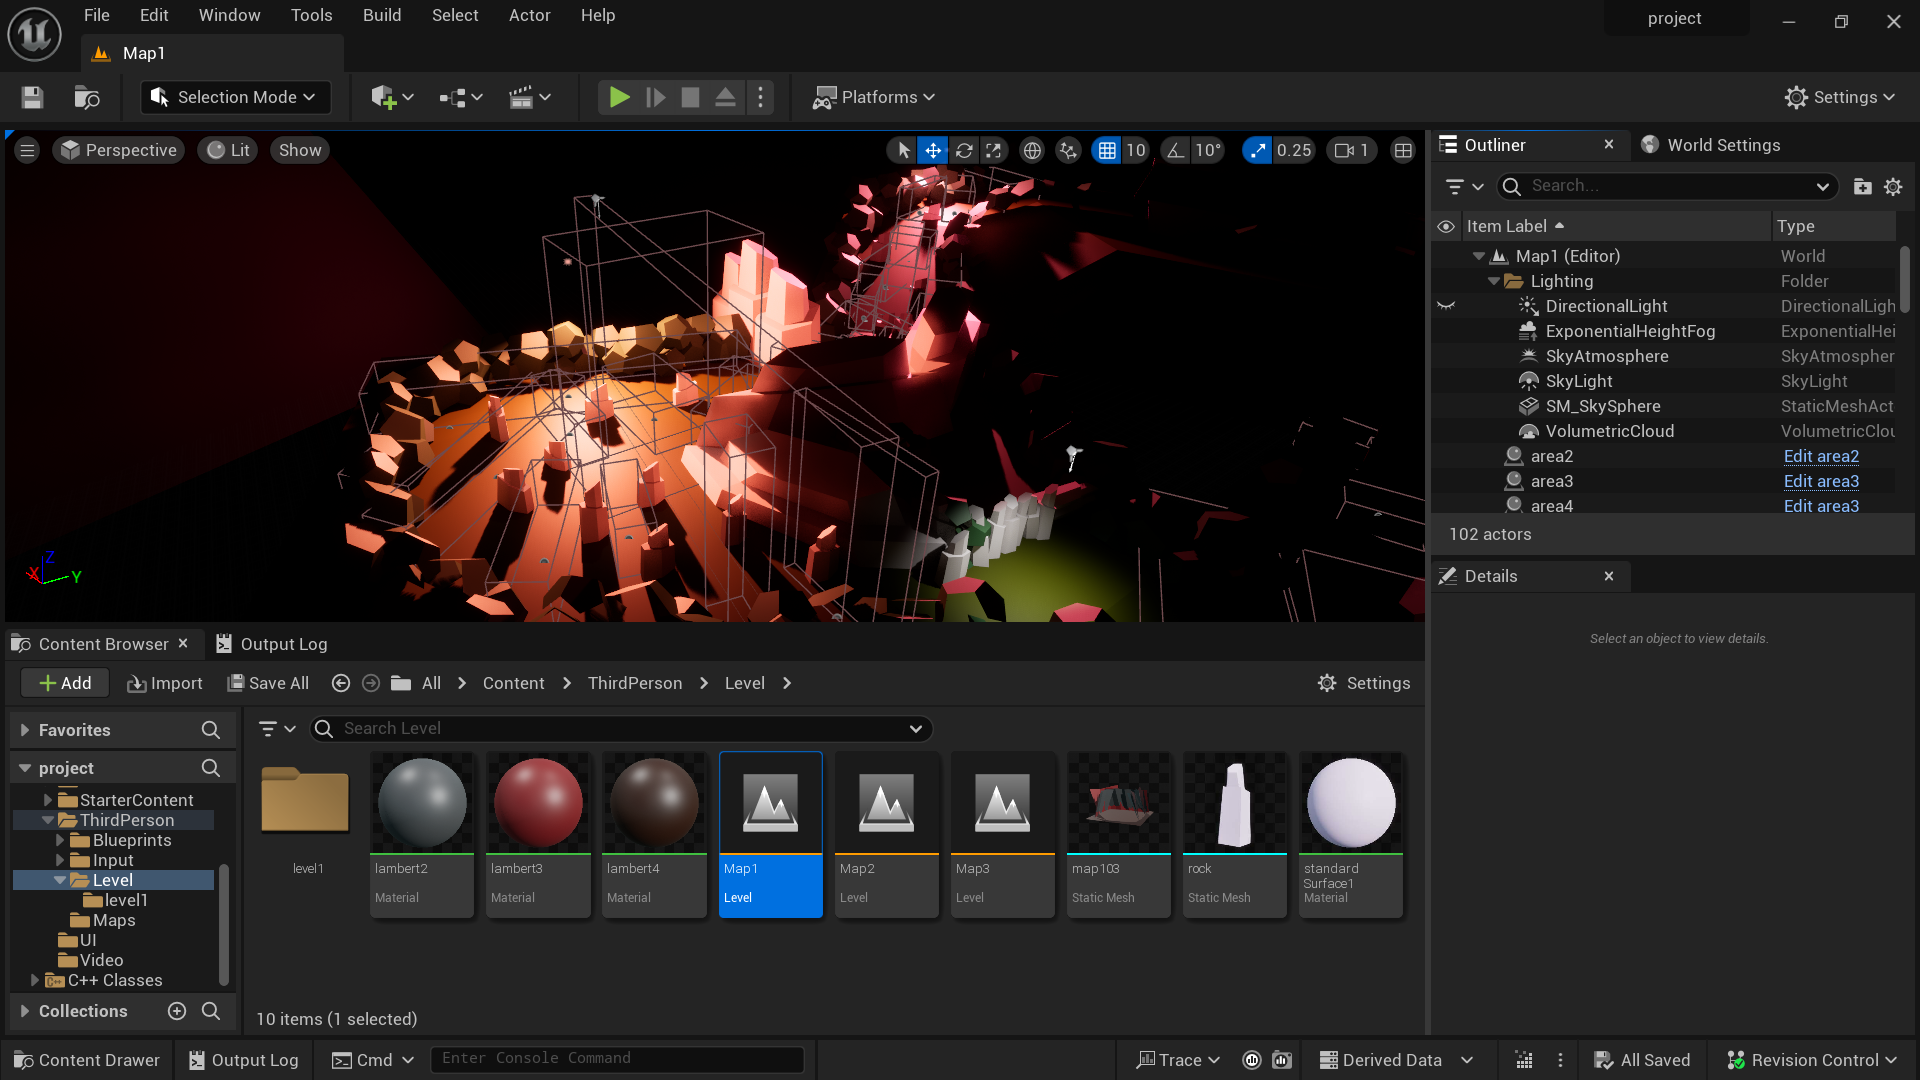 File Edit Window Tools Build Select Actor Help
project
Map1
Selection Mode
Platforms
Settings
Perspective Lit Show
10 10° 0.25 1
Z
X Y
Outliner
World Settings
Search...
Item Label Type
Map1 (Editor) World
Lighting Folder
DirectionalLight DirectionalLigh
ExponentialHeightFog ExponentialHei
SkyAtmosphere SkyAtmospher
SkyLight SkyLight
SM_SkySphere StaticMeshAct
VolumetricCloud VolumetricClou
area2 Edit area2
area3 Edit area3
area4 Edit area3
102 actors
Details
Select an object to view details.
Content Browser Output Log
Add Import Save All All Content ThirdPerson Level Settings
Favorites
Search Level
project
StarterContent
ThirdPerson
Blueprints
Input
Level
level1
Maps
UI
Video
C++ Classes
Collections
level1
lambert2
Material
lambert3
Material
lambert4
Material
Map1
Level
Map2
Level
Map3
Level
map103
Static Mesh
rock
Static Mesh
standard
Surface1
Material
10 items (1 selected)
Content Drawer Output Log Cmd Enter Console Command Trace Derived Data All Saved Revision Control